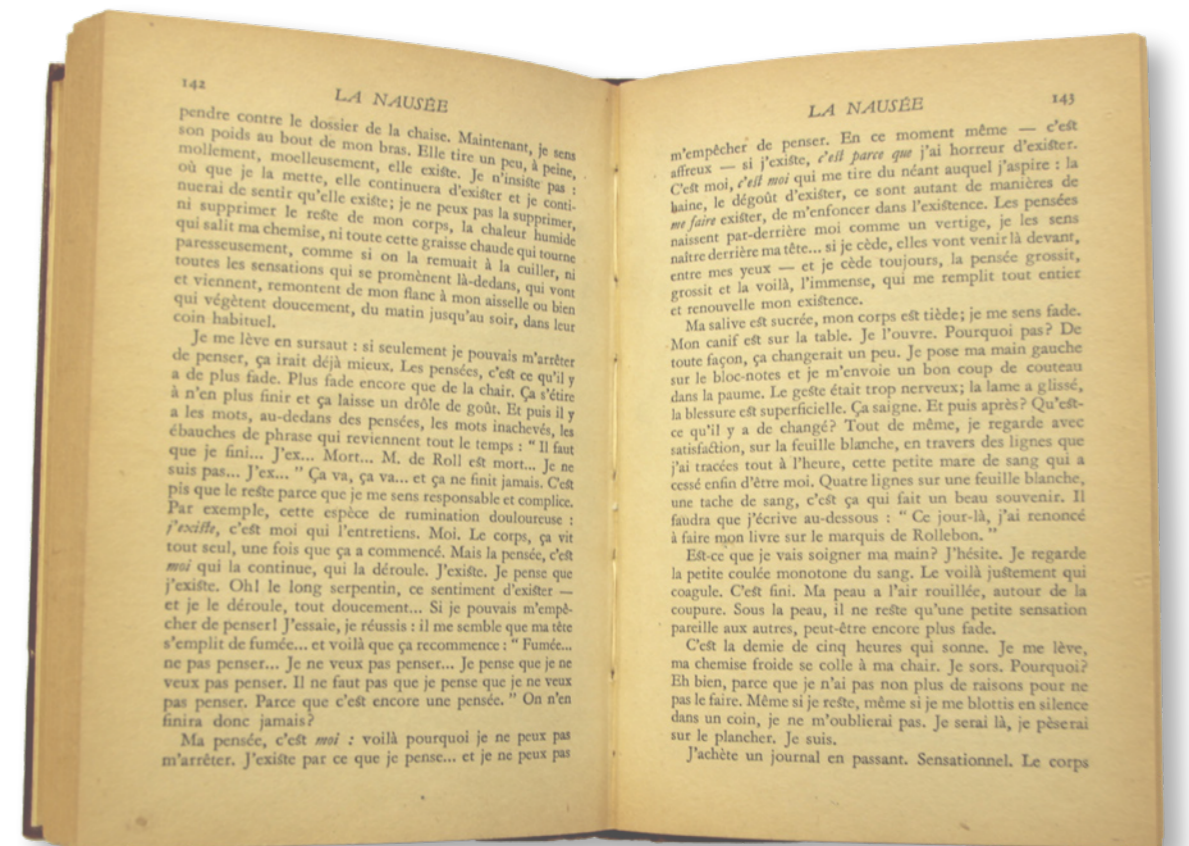 142
LA NAUSÉE
pendre contre le dossier de la chaise. Maintenant, je sens
son poids au bout de mon bras. Elle tire un peu, à peine,
mollement, moelleusement, elle existe. Je n'insiste pas :
où que je la mette, elle continuera d'exister et je conti-
nuerai de sentir qu'elle existe; je ne peux pas la supprimer,
ni supprimer le reste de mon corps, la chaleur humide
qui salit ma chemise, ni toute cette graisse chaude qui tourne
paresseusement, comme si on la remuait à la cuiller, ni
toutes les sensations qui se promènent là-dedans, qui vont
et viennent, remontent de mon flanc à mon aisselle ou bien
qui végètent doucement, du matin jusqu'au soir, dans leur
coin habituel.
Je me lève en sursaut : si seulement je pouvais m'arrêter
de penser, ça irait déjà mieux. Les pensées, c'est ce qu'il y
a de plus fade. Plus fade encore que de la chair. Ça s'étire
à n'en plus finir et ça laisse un drôle de goût. Et puis il y
a les mots, au-dedans des pensées, les mots inachevés, les
ébauches de phrase qui reviennent tout le temps : " Il faut
que je fini... J'ex... Mort... M. de Roll est mort... Je ne
suis pas... J'ex... " Ça va, ça va... et ça ne finit jamais. C'est
pis que le reste parce que je me sens responsable et complice.
Par exemple, cette espèce de rumination douloureuse :
j'existe, c'est moi qui l'entretiens. Moi. Le corps, ça vit
tout seul, une fois que ça a commencé. Mais la pensée, c'est
moi qui la continue, qui la déroule. J'existe. Je pense que
j'existe. Oh! le long serpentin, ce sentiment d'exister —
et je le déroule, tout doucement... Si je pouvais m'empê-
cher de penser! J'essaie, je réussis : il me semble que ma tête
s'emplit de fumée... et voilà que ça recommence : " Fumée...
ne pas penser... Je ne veux pas penser... Je pense que je ne
veux pas penser. Il ne faut pas que je pense que je ne veux
pas penser. Parce que c'est encore une pensée. " On n'en
finira donc jamais?
Ma pensée, c'est moi : voilà pourquoi je ne peux pas
m'arrêter. J'existe par ce que je pense... et je ne peux pas
LA NAUSÉE
143
m'empêcher de penser. En ce moment même — c'est
affreux — si j'existe, c'est parce que j'ai horreur d'exister.
C'est moi, c'est moi qui me tire du néant auquel j'aspire : la
haine, le dégoût d'exister, ce sont autant de manières de
me faire exister, de m'enfoncer dans l'existence. Les pensées
naissent par-derrière moi comme un vertige, je les sens
naître derrière ma tête... si je cède, elles vont venir là devant,
entre mes yeux — et je cède toujours, la pensée grossit,
grossit et la voilà, l'immense, qui me remplit tout entier
et renouvelle mon existence.
Ma salive est sucrée, mon corps est tiède; je me sens fade.
Mon canif est sur la table. Je l'ouvre. Pourquoi pas? De
toute façon, ça changerait un peu. Je pose ma main gauche
sur le bloc-notes et je m'envoie un bon coup de couteau
dans la paume. Le geste était trop nerveux; la lame a glissé,
la blessure est superficielle. Ça saigne. Et puis après? Qu'est-
ce qu'il y a de changé? Tout de même, je regarde avec
satisfaction, sur la feuille blanche, en travers des lignes que
j'ai tracées tout à l'heure, cette petite mare de sang qui a
cessé enfin d'être moi. Quatre lignes sur une feuille blanche,
une tache de sang, c'est ça qui fait un beau souvenir. Il
faudra que j'écrive au-dessous : " Ce jour-là, j'ai renoncé
à faire mon livre sur le marquis de Rollebon. "
Est-ce que je vais soigner ma main? J'hésite. Je regarde
la petite coulée monotone du sang. Le voilà justement qui
coagule. C'est fini. Ma peau a l'air rouillée, autour de la
coupure. Sous la peau, il ne reste qu'une petite sensation
pareille aux autres, peut-être encore plus fade.
C'est la demie de cinq heures qui sonne. Je me lève,
ma chemise froide se colle à ma chair. Je sors. Pourquoi?
Eh bien, parce que je n'ai pas non plus de raisons pour ne
pas le faire. Même si je reste, même si je me blottis en silence
dans un coin, je ne m'oublierai pas. Je serai là, je pèserai
sur le plancher. Je suis.
J'achète un journal en passant. Sensationnel. Le corps